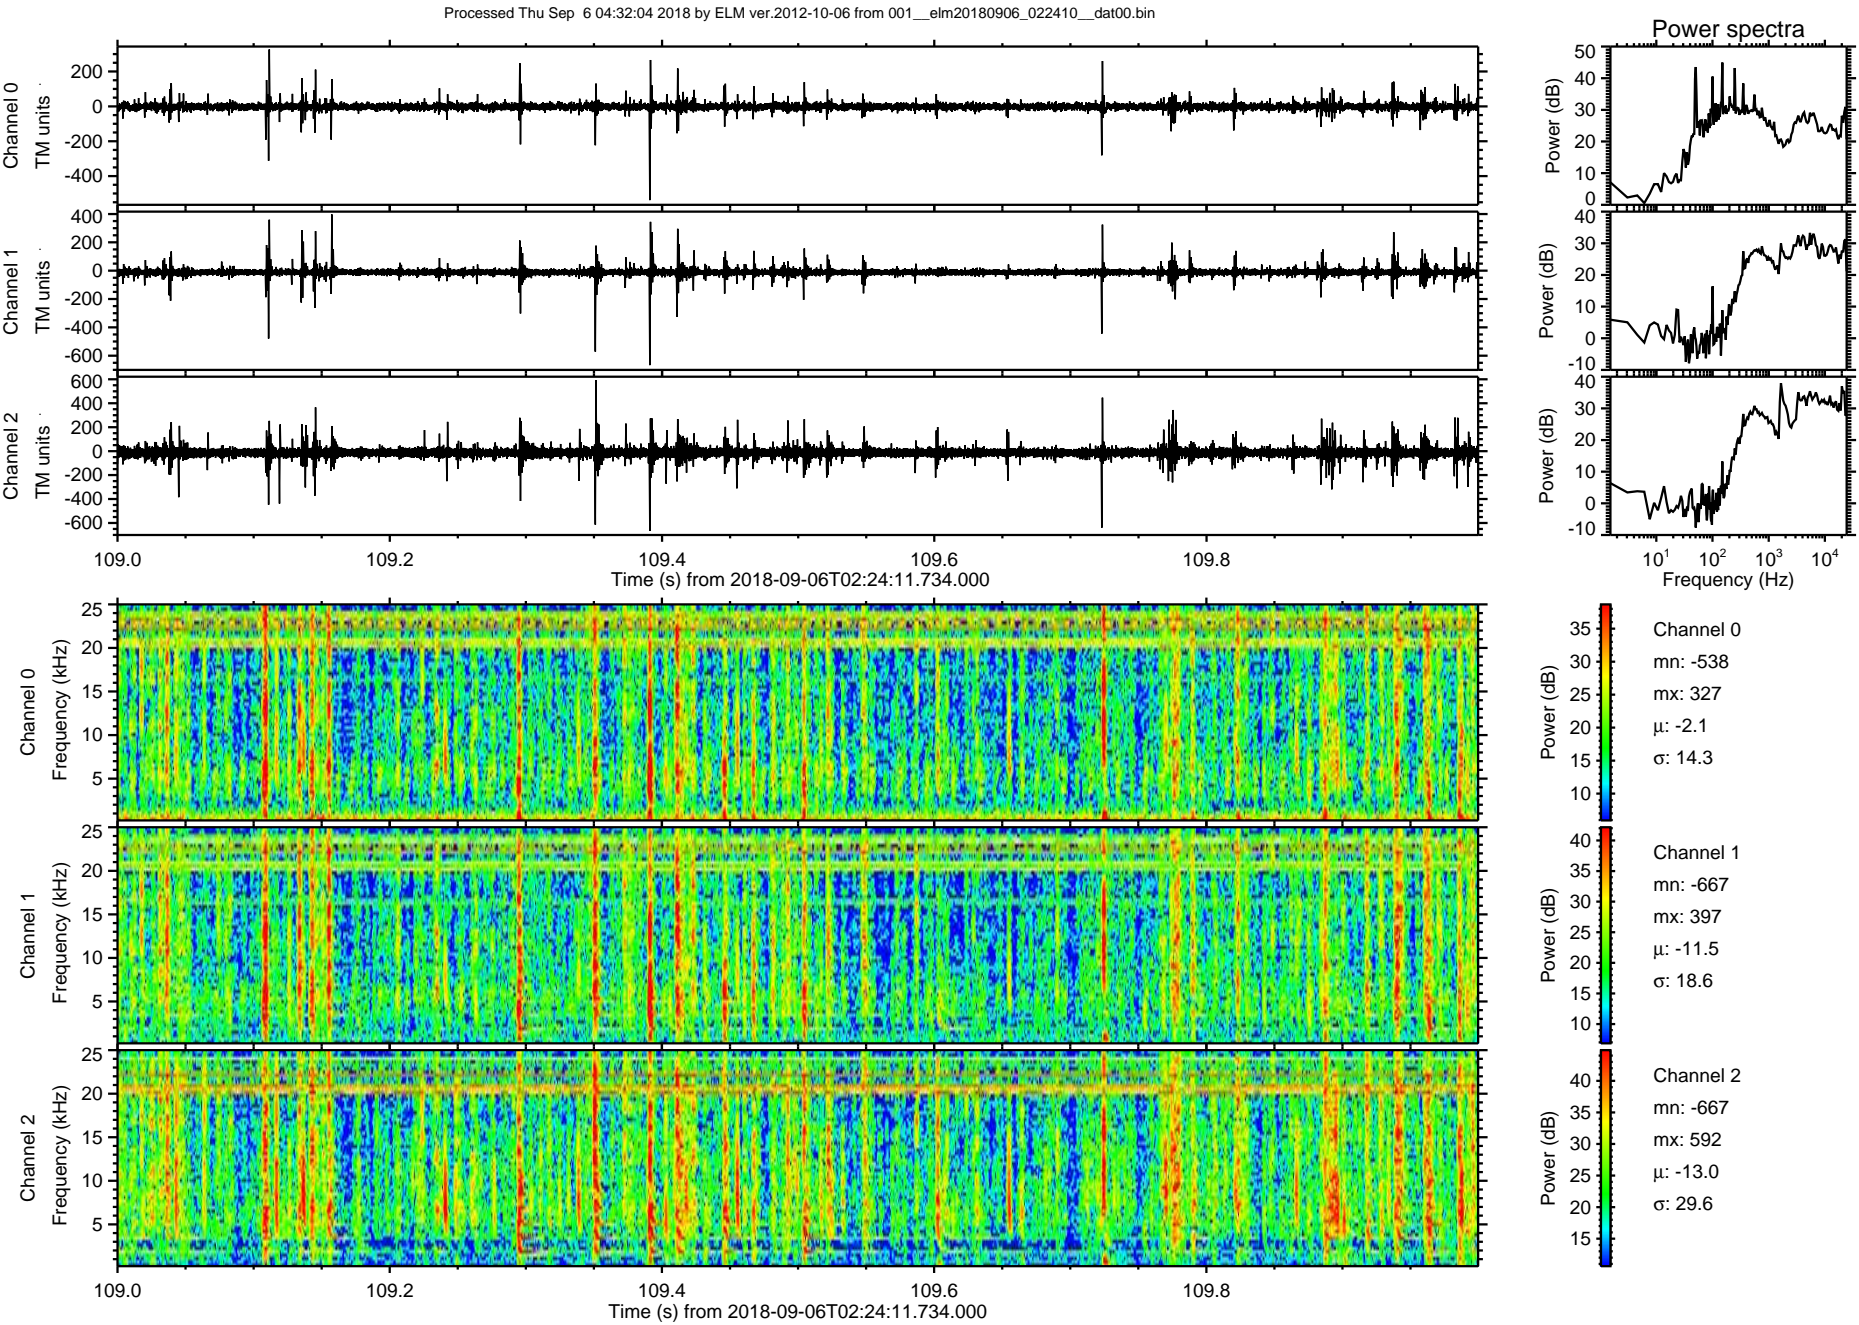 Processed Thu Sep  6 04:32:04 2018 by ELM ver.2012-10-06 from 001__elm20180906_022410__dat00.bin
Power spectra
Channel 0
TM units
200
0
-200
-400
Power (dB)
50
40
30
20
10
0
Channel 1
TM units
400
200
0
-200
-400
-600
Power (dB)
40
30
20
10
0
-10
Channel 2
TM units
600
400
200
0
-200
-400
-600
Power (dB)
40
30
20
10
0
-10
109.0 109.2 109.4 109.6 109.8
Time (s) from 2018-09-06T02:24:11.734.000
10^1 10^2 10^3 10^4
Frequency (Hz)
Channel 0
Frequency (kHz)
25
20
15
10
5
Power (dB)
35
30
25
20
15
10
Channel 0
mn: -538
mx: 327
µ: -2.1
σ: 14.3
Channel 1
Frequency (kHz)
25
20
15
10
5
Power (dB)
40
35
30
25
20
15
10
Channel 1
mn: -667
mx: 397
µ: -11.5
σ: 18.6
Channel 2
Frequency (kHz)
25
20
15
10
5
Power (dB)
40
35
30
25
20
15
Channel 2
mn: -667
mx: 592
µ: -13.0
σ: 29.6
109.0 109.2 109.4 109.6 109.8
Time (s) from 2018-09-06T02:24:11.734.000